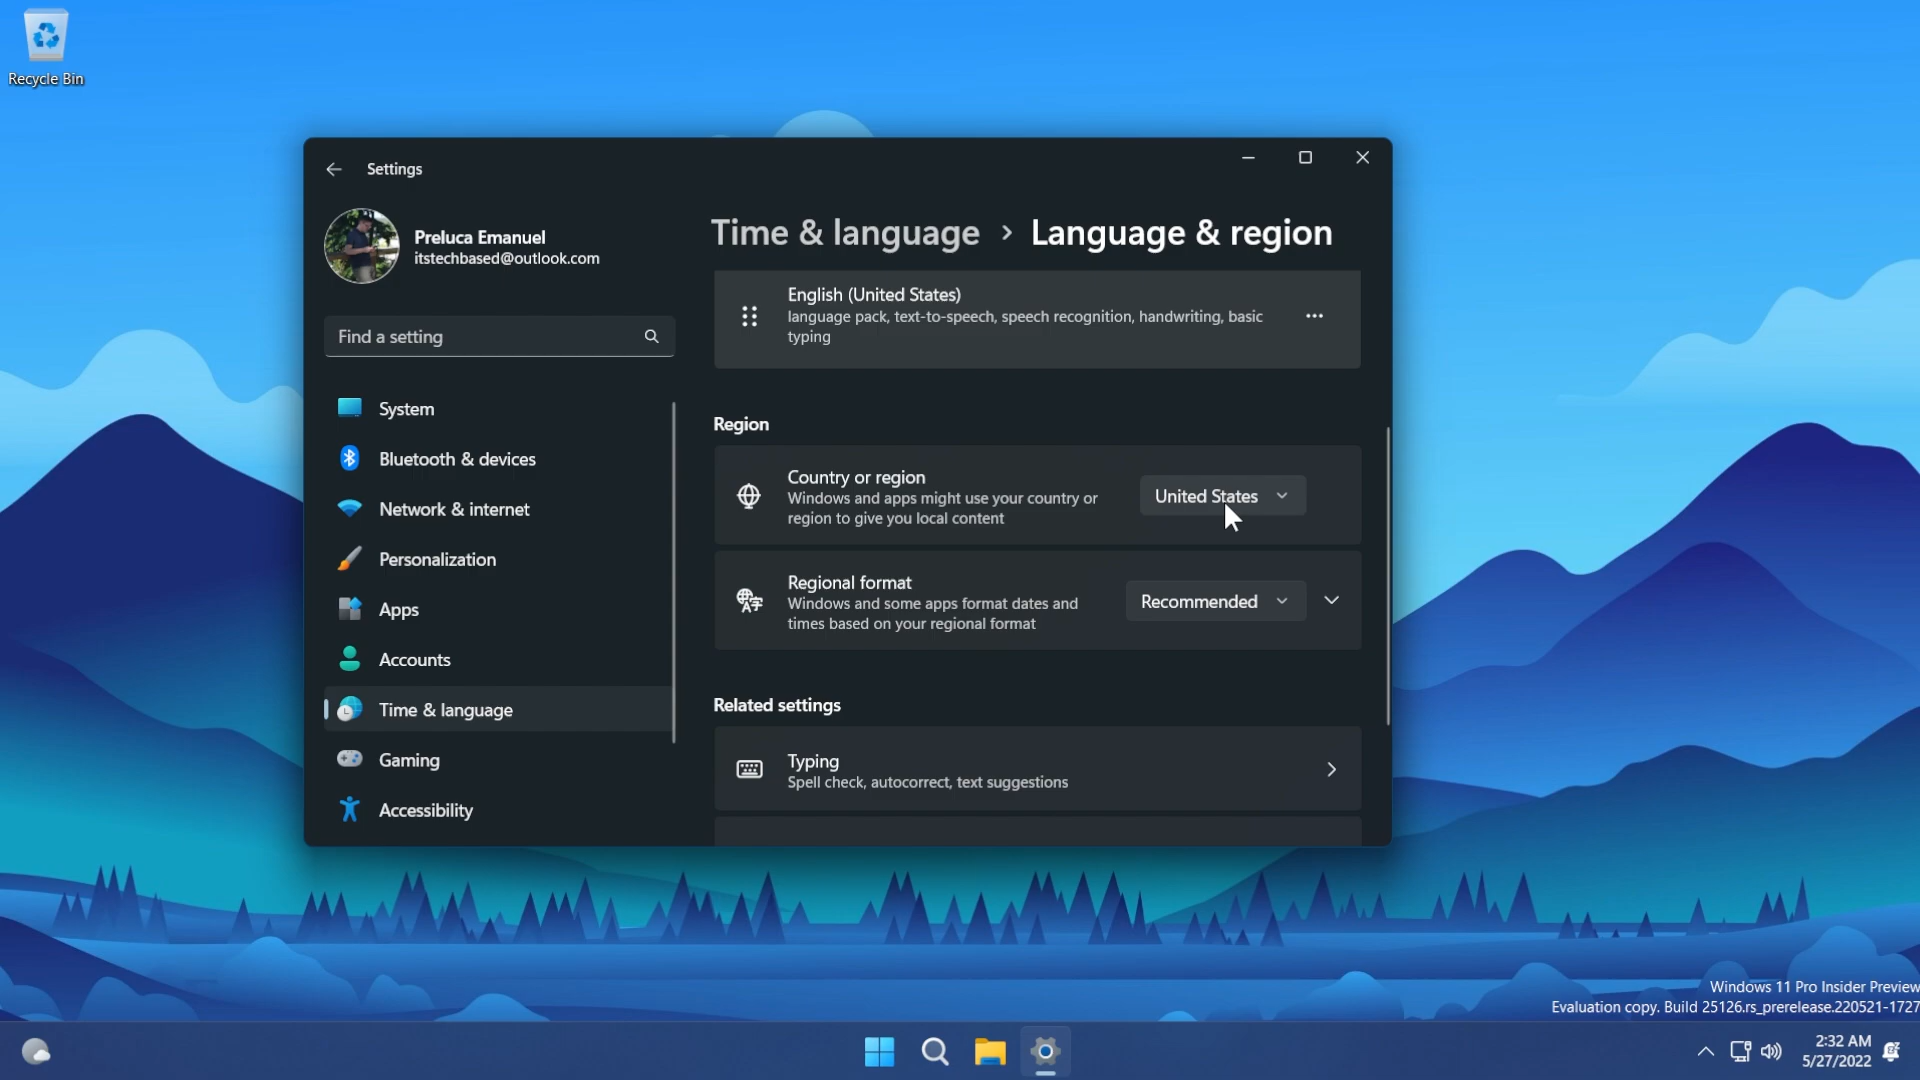 Recycle Bin
Settings
Preluca Emanuel
itstechbased@outlook.com
Find a setting
System
Bluetooth & devices
Network & internet
Personalization
Apps
Accounts
Time & language
Gaming
Accessibility
Time & language › Language & region
English (United States)
language pack, text-to-speech, speech recognition, handwriting, basic
typing
Region
Country or region
Windows and apps might use your country or
region to give you local content
United States
Regional format
Windows and some apps format dates and
times based on your regional format
Recommended
Related settings
Typing
Spell check, autocorrect, text suggestions
Windows 11 Pro Insider Preview
Evaluation copy. Build 25126.rs_prerelease.220521-1727
2:32 AM
5/27/2022